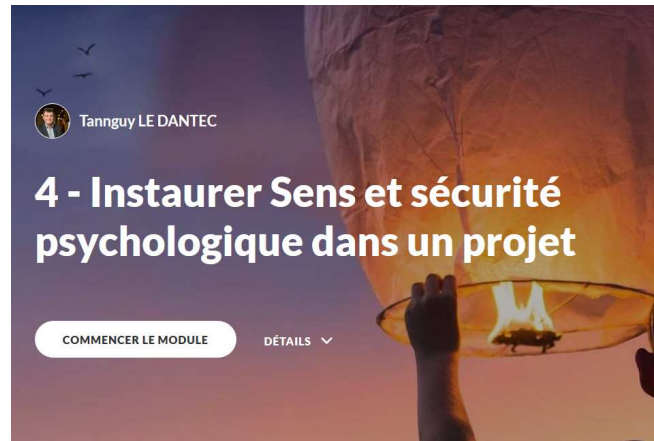 Tannguy LE DANTEC
4 - Instaurer Sens et sécurité
psychologique dans un projet
COMMENCER LE MODULE
DÉTAILS